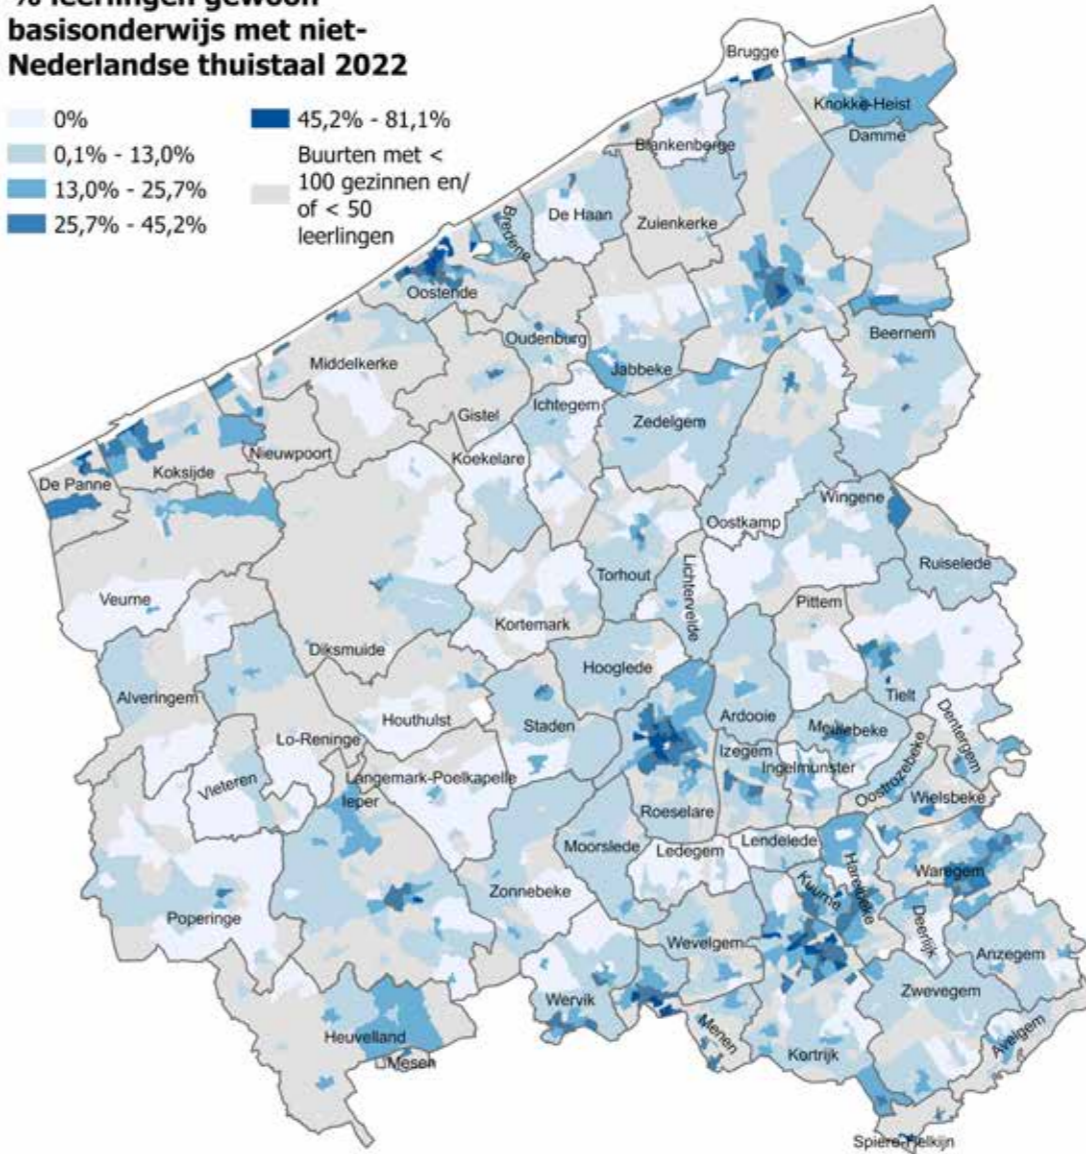 % leerlingen gewoon
basisonderwijs met niet-
Nederlandse thuistaal 2022
0%
0,1% - 13,0%
13,0% - 25,7%
25,7% - 45,2%
45,2% - 81,1%
Buurten met <
100 gezinnen en/
of < 50
leerlingen
Brugge
Knokke-Heist
Damme
Blankenberge
De Haan
Bredene
Zuienkerke
Oostende
Oudenburg
Beernem
Middelkerke
Jabbeke
Gistel
Ichtegem
Zedelgem
Nieuwpoort
Koekelare
Koksijde
De Panne
Wingene
Oostkamp
Ruiselede
Torhout
Lichtervelde
Veurne
Pittem
Kortemark
Diksmuide
Hooglede
Alveringem
Tielt
Houthulst
Staden
Ardooie
Meulebeke
Dentergem
Lo-Reninge
Izegem
Ingelmunster
Oostrozebeke
Vleteren
Langemark-Poelkapelle
Ieper
Wielsbeke
Roeselare
Moorslede
Ledegem
Lendelede
Waregem
Harelbeke
Kuurne
Zonnebeke
Poperinge
Deerlijk
Wevelgem
Anzegem
Zwevegem
Wervik
Heuvelland
Menen
Avelgem
Mesen
Kortrijk
Spiere-Helkijn